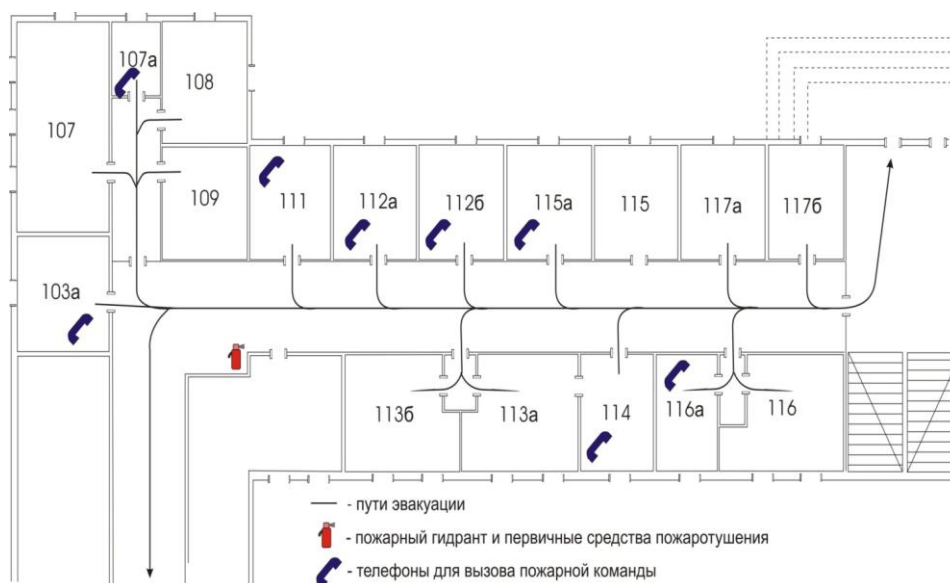 107а
108
107
109
111
112а
112б
115а
115
117а
117б
103а
113б
113а
114
116а
116
- пути эвакуации
- пожарный гидрант и первичные средства пожаротушения
- телефоны для вызова пожарной команды